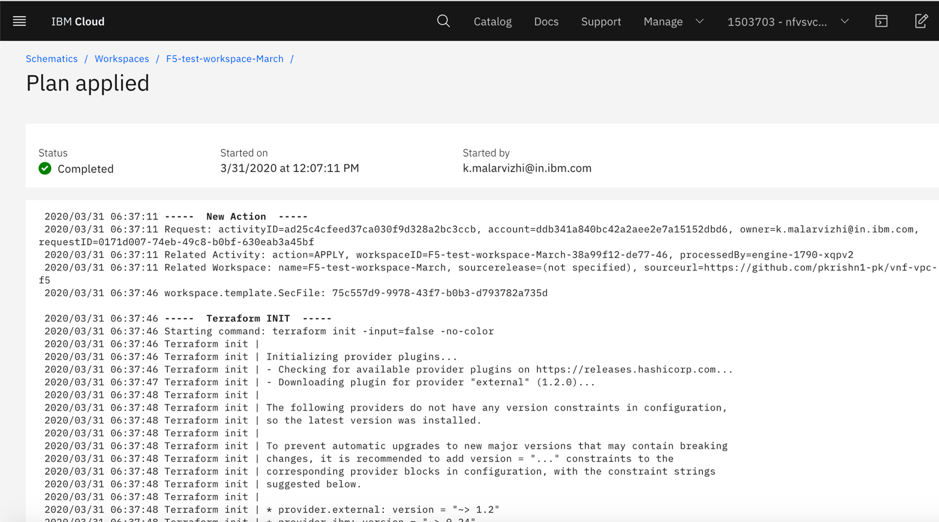 IBM Cloud
Catalog Docs Support Manage 1503703 - nfvsvc...
Schematics / Workspaces / F5-test-workspace-March /
Plan applied
Status Started on Started by
Completed 3/31/2020 at 12:07:11 PM k.malarvizhi@in.ibm.com
2020/03/31 06:37:11 ----- New Action -----
2020/03/31 06:37:11 Request: activityID=ad25c4cfeed37ca030f9d328a2bc3ccb, account=ddb341a840bc42a2aee2e7a15152dbd6, owner=k.malarvizhi@in.ibm.com,
requestID=0171d007-74eb-49c8-b0bf-630eab3a45bf
2020/03/31 06:37:11 Related Activity: action=APPLY, workspaceID=F5-test-workspace-March-38a99f12-de77-46, processedBy=engine-1790-xqpv2
2020/03/31 06:37:11 Related Workspace: name=F5-test-workspace-March, sourcerelease=(not specified), sourceurl=https://github.com/pkrishn1-pk/vnf-vpc-
f5
2020/03/31 06:37:46 workspace.template.SecFile: 75c557d9-9978-43f7-b0b3-d793782a735d
2020/03/31 06:37:46 ----- Terraform INIT -----
2020/03/31 06:37:46 Starting command: terraform init -input=false -no-color
2020/03/31 06:37:46 Terraform init |
2020/03/31 06:37:46 Terraform init | Initializing provider plugins...
2020/03/31 06:37:46 Terraform init | - Checking for available provider plugins on https://releases.hashicorp.com...
2020/03/31 06:37:47 Terraform init | - Downloading plugin for provider "external" (1.2.0)...
2020/03/31 06:37:48 Terraform init |
2020/03/31 06:37:48 Terraform init | The following providers do not have any version constraints in configuration,
2020/03/31 06:37:48 Terraform init | so the latest version was installed.
2020/03/31 06:37:48 Terraform init |
2020/03/31 06:37:48 Terraform init | To prevent automatic upgrades to new major versions that may contain breaking
2020/03/31 06:37:48 Terraform init | changes, it is recommended to add version = "..." constraints to the
2020/03/31 06:37:48 Terraform init | corresponding provider blocks in configuration, with the constraint strings
2020/03/31 06:37:48 Terraform init | suggested below.
2020/03/31 06:37:48 Terraform init |
2020/03/31 06:37:48 Terraform init | * provider.external: version = "~> 1.2"
2020/03/31 06:37:48 Terraform init | * provider.ibm: version = "~> 0.24"